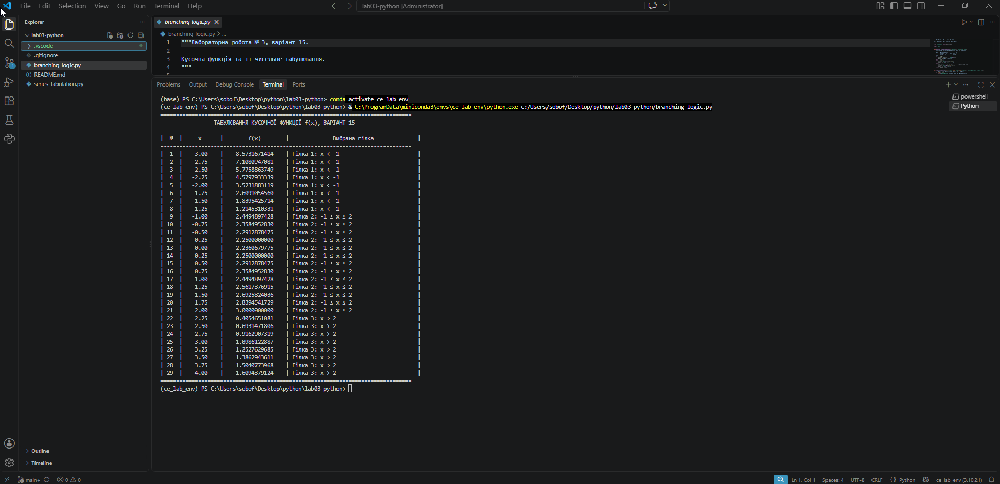 File Edit Selection View Go Run Terminal Help
lab03-python [Administrator]
Explorer
lab03-python
.vscode
.gitignore
branching_logic.py
README.md
series_tabulation.py
Outline
Timeline
branching_logic.py
branching_logic.py > ...
1 """Лабораторна робота № 3, варіант 15.
2
3 Кусочна функція та її чисельне табулювання.
4 """
5
Problems Output Debug Console Terminal Ports
powershell
Python
(base) PS C:\Users\sobof\Desktop\python\lab03-python> conda activate ce_lab_env
(ce_lab_env) PS C:\Users\sobof\Desktop\python\lab03-python> & C:\ProgramData\miniconda3\envs\ce_lab_env\python.exe c:/Users/sobof/Desktop/python/lab03-python/branching_logic.py
================================================================================
ТАБУЛЮВАННЯ КУСОЧНОЇ ФУНКЦІЇ f(x), ВАРІАНТ 15
================================================================================
| № | x | f(x) | Вибрана гілка |
--------------------------------------------------------------------------------
| 1 | -3.00 | 8.5731671414 | Гілка 1: x < -1 |
| 2 | -2.75 | 7.1080947081 | Гілка 1: x < -1 |
| 3 | -2.50 | 5.7758863749 | Гілка 1: x < -1 |
| 4 | -2.25 | 4.5797933339 | Гілка 1: x < -1 |
| 5 | -2.00 | 3.5231883119 | Гілка 1: x < -1 |
| 6 | -1.75 | 2.6091054560 | Гілка 1: x < -1 |
| 7 | -1.50 | 1.8395425714 | Гілка 1: x < -1 |
| 8 | -1.25 | 1.2145310331 | Гілка 1: x < -1 |
| 9 | -1.00 | 2.4494897428 | Гілка 2: -1 ≤ x ≤ 2 |
| 10 | -0.75 | 2.3584952830 | Гілка 2: -1 ≤ x ≤ 2 |
| 11 | -0.50 | 2.2912878475 | Гілка 2: -1 ≤ x ≤ 2 |
| 12 | -0.25 | 2.2500000000 | Гілка 2: -1 ≤ x ≤ 2 |
| 13 | 0.00 | 2.2360679775 | Гілка 2: -1 ≤ x ≤ 2 |
| 14 | 0.25 | 2.2500000000 | Гілка 2: -1 ≤ x ≤ 2 |
| 15 | 0.50 | 2.2912878475 | Гілка 2: -1 ≤ x ≤ 2 |
| 16 | 0.75 | 2.3584952830 | Гілка 2: -1 ≤ x ≤ 2 |
| 17 | 1.00 | 2.4494897428 | Гілка 2: -1 ≤ x ≤ 2 |
| 18 | 1.25 | 2.5617376915 | Гілка 2: -1 ≤ x ≤ 2 |
| 19 | 1.50 | 2.6925824036 | Гілка 2: -1 ≤ x ≤ 2 |
| 20 | 1.75 | 2.8394541729 | Гілка 2: -1 ≤ x ≤ 2 |
| 21 | 2.00 | 3.0000000000 | Гілка 2: -1 ≤ x ≤ 2 |
| 22 | 2.25 | 0.4054651081 | Гілка 3: x > 2 |
| 23 | 2.50 | 0.6931471806 | Гілка 3: x > 2 |
| 24 | 2.75 | 0.9162907319 | Гілка 3: x > 2 |
| 25 | 3.00 | 1.0986122887 | Гілка 3: x > 2 |
| 26 | 3.25 | 1.2527629685 | Гілка 3: x > 2 |
| 27 | 3.50 | 1.3862943611 | Гілка 3: x > 2 |
| 28 | 3.75 | 1.5040773968 | Гілка 3: x > 2 |
| 29 | 4.00 | 1.6094379124 | Гілка 3: x > 2 |
================================================================================
(ce_lab_env) PS C:\Users\sobof\Desktop\python\lab03-python>
1
main+ 0 0 Ln 1, Col 1 Spaces: 4 UTF-8 CRLF { } Python ce_lab_env (3.10.21)